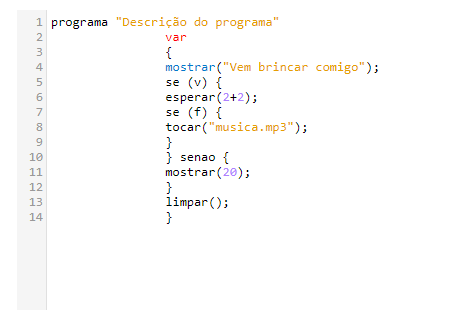 1 programa "Descrição do programa"
2 var
3 {
4 mostrar("Vem brincar comigo");
5 se (v) {
6 esperar(2+2);
7 se (f) {
8 tocar("musica.mp3");
9 }
10 } senao {
11 mostrar(20);
12 }
13 limpar();
14 }